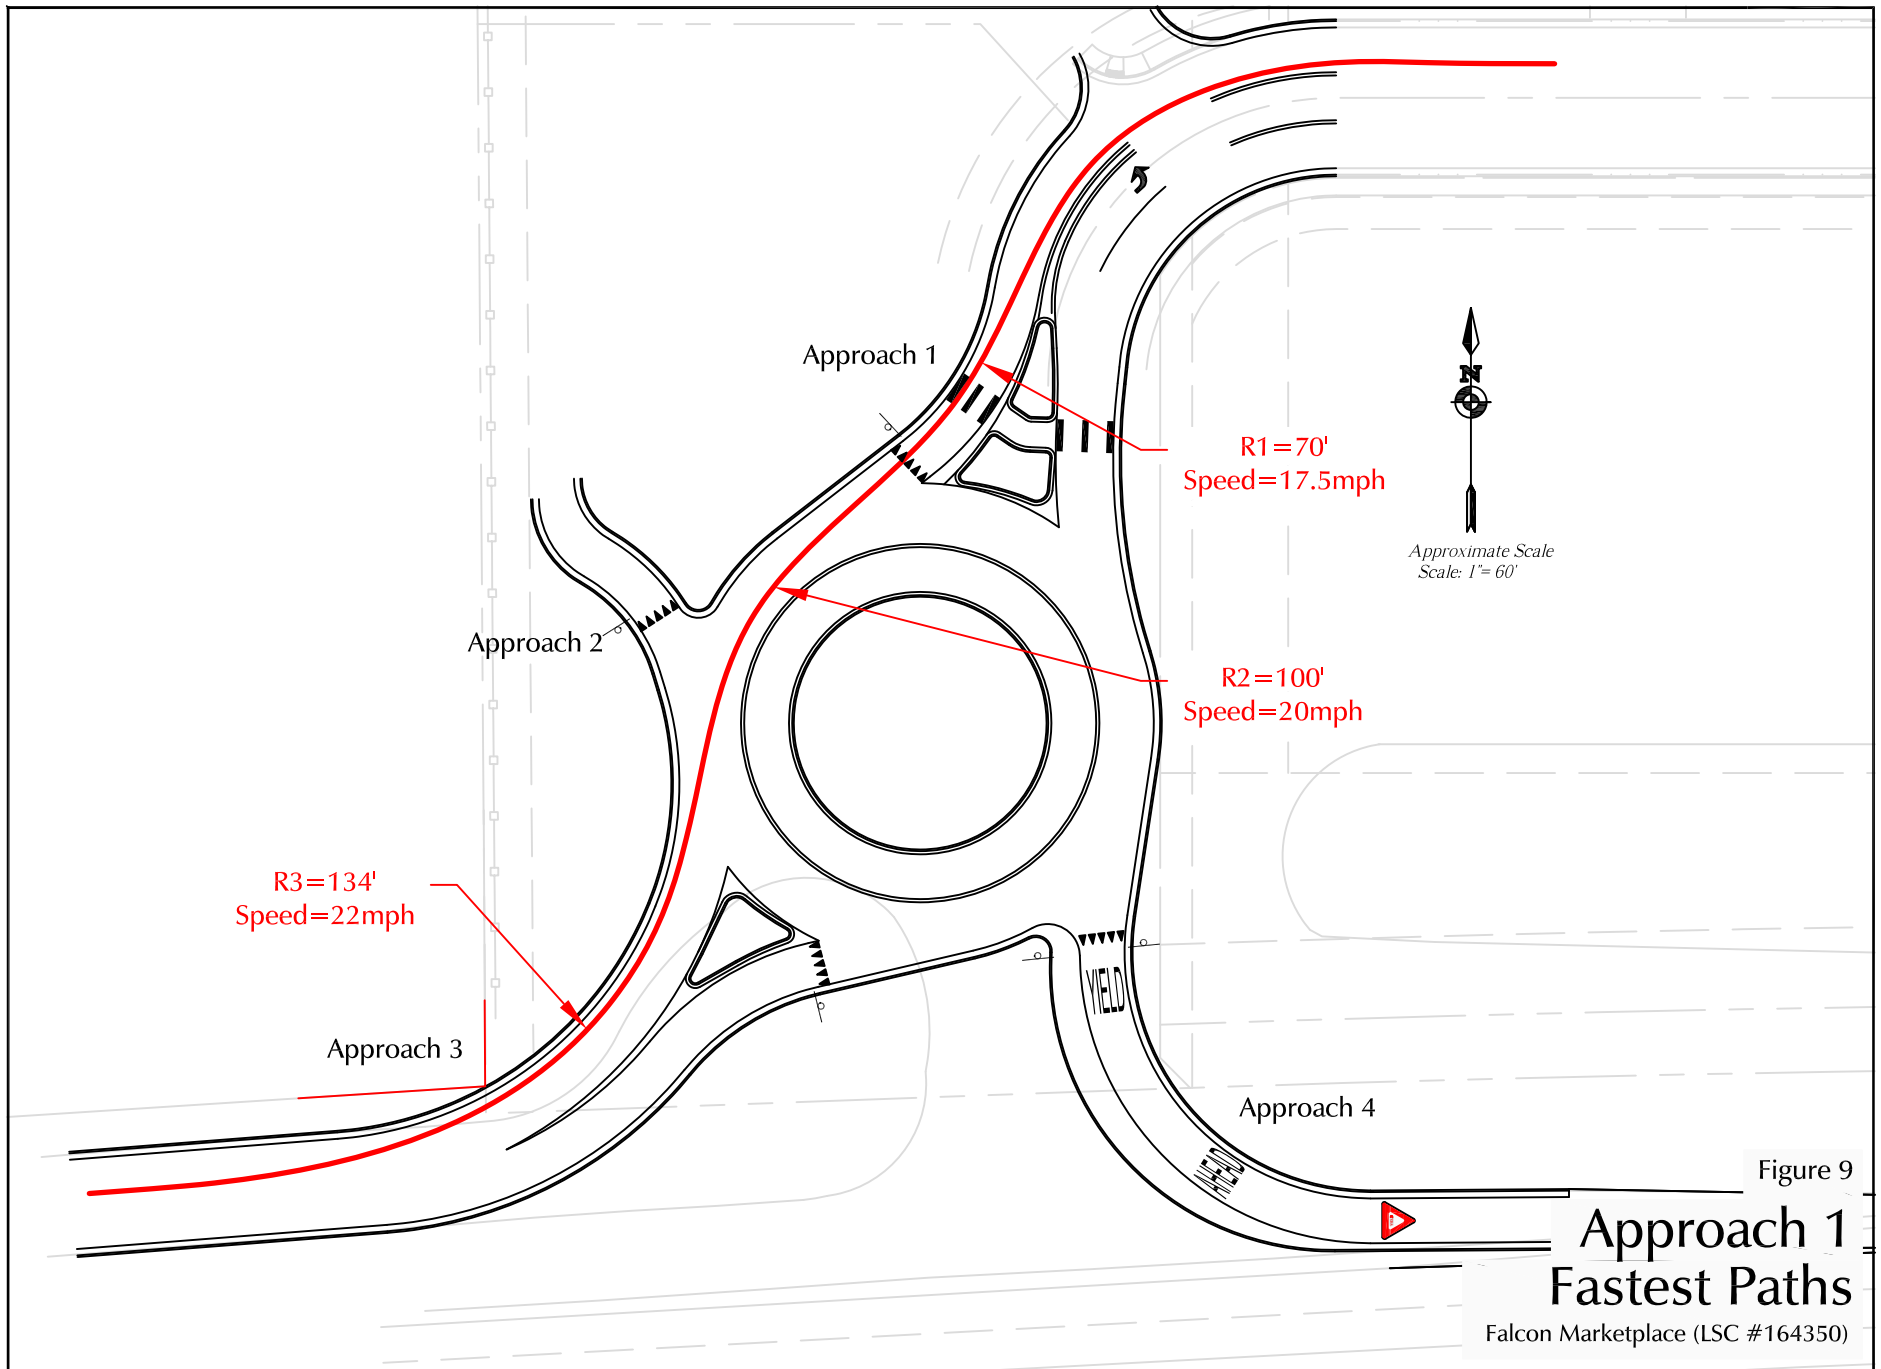 Approach 1
N
R1=70'
Speed=17.5mph
Approximate Scale
Scale: 1"= 60'
Approach 2
R2=100'
Speed=20mph
R3=134'
Speed=22mph
YIELD
Approach 3
Approach 4
Figure 9
Approach 1
Fastest Paths
Falcon Marketplace (LSC #164350)